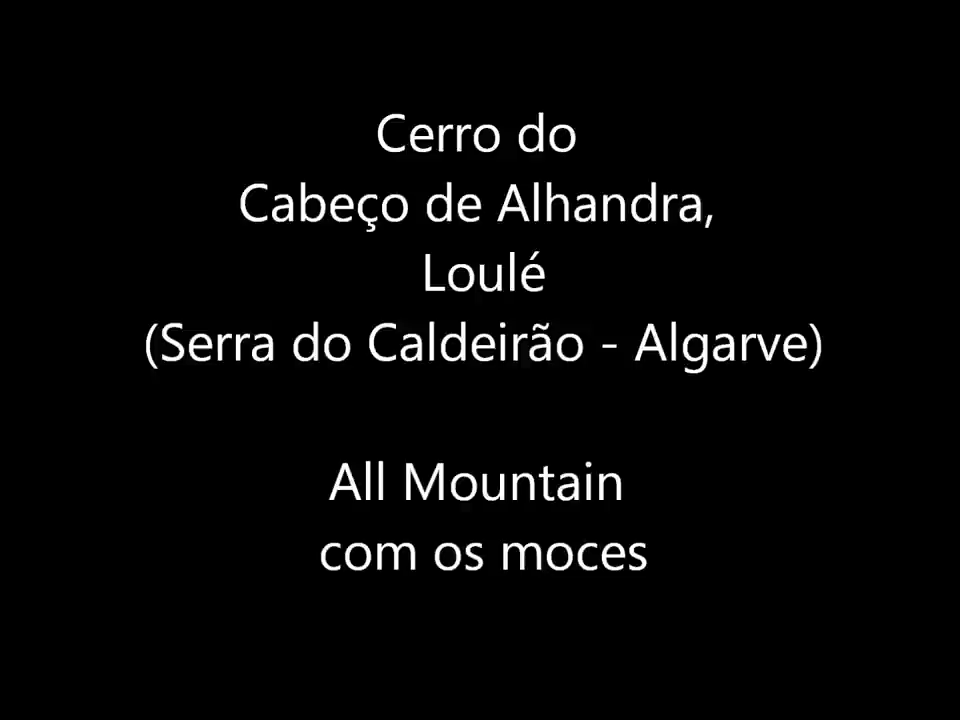 Cerro do
Cabeço de Alhandra,
Loulé
(Serra do Caldeirão - Algarve)
All Mountain
com os moces